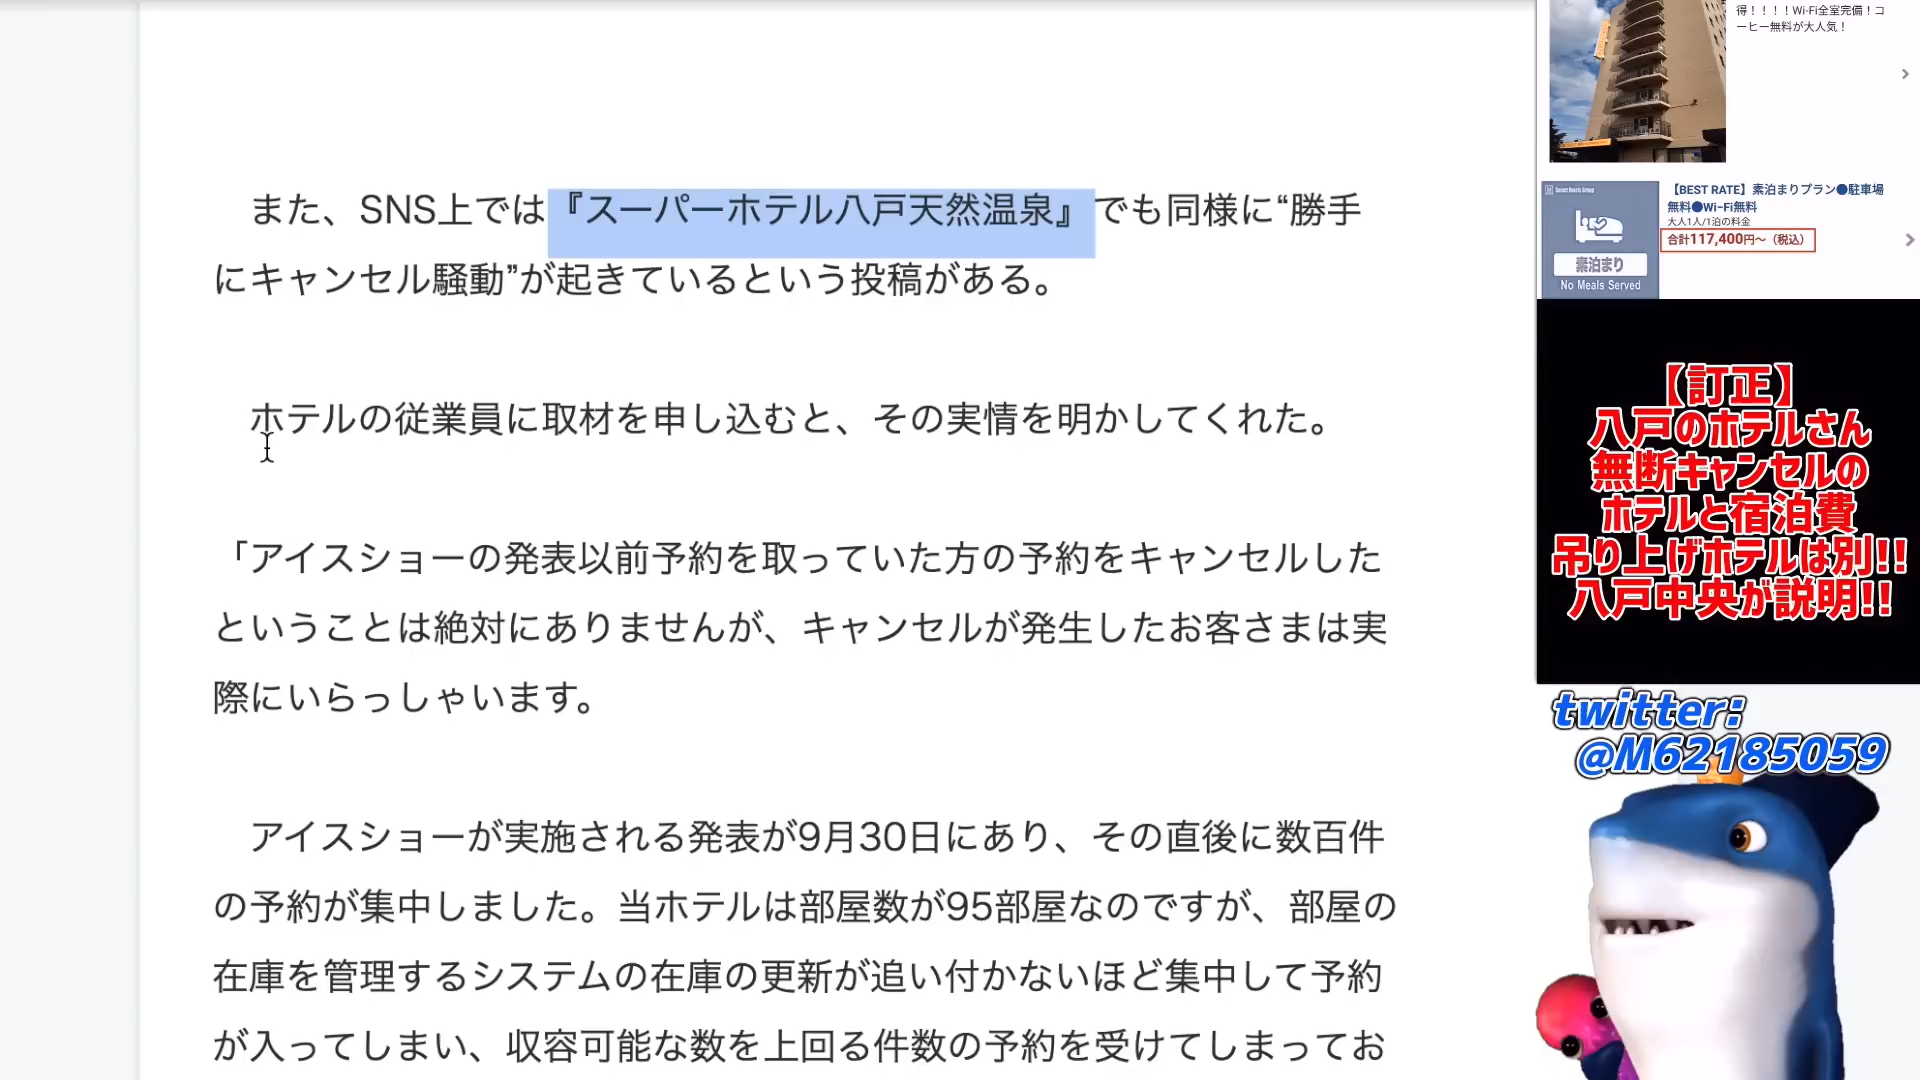 また、SNS上では『スーパーホテル八戸天然温泉』でも同様に“勝手
にキャンセル騒動”が起きているという投稿がある。
ホテルの従業員に取材を申し込むと、その実情を明かしてくれた。
「アイスショーの発表以前予約を取っていた方の予約をキャンセルした
ということは絶対にありませんが、キャンセルが発生したお客さまは実
際にいらっしゃいます。
アイスショーが実施される発表が9月30日にあり、その直後に数百件
の予約が集中しました。当ホテルは部屋数が95部屋なのですが、部屋の
在庫を管理するシステムの在庫の更新が追い付かないほど集中して予約
が入ってしまい、収容可能な数を上回る件数の予約を受けてしまってお
得！！！！Wi-Fi全室完備！コ
ーヒー無料が大人気！
Select Hotels Group
素泊まり
No Meals Served
【BEST RATE】素泊まりプラン●駐車場
無料●Wi-Fi無料
大人1人/1泊の料金
合計117,400円～（税込）
【訂正】
八戸のホテルさん
無断キャンセルの
ホテルと宿泊費
吊り上げホテルは別!!
八戸中央が説明!!
twitter:
@M62185059